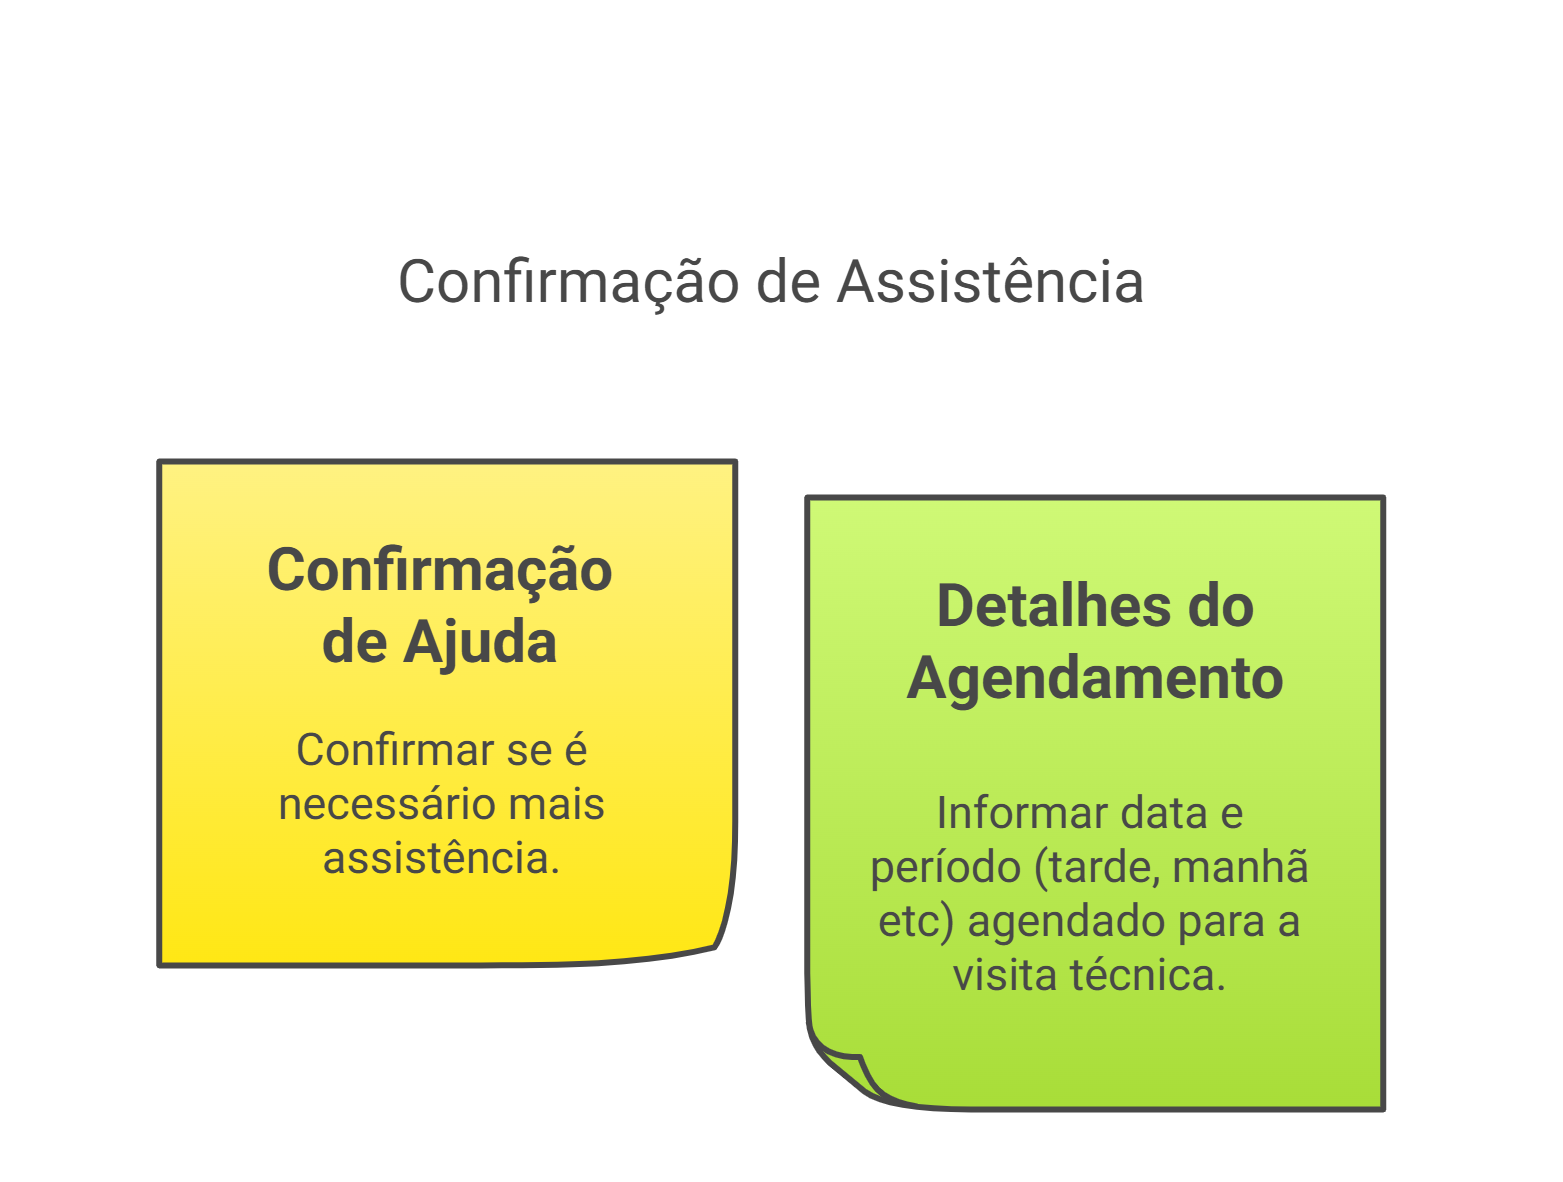 Confirmação de Assistência
Confirmação
de Ajuda
Confirmar se é
necessário mais
assistência.
Detalhes do
Agendamento
Informar data e
período (tarde, manhã
etc) agendado para a
visita técnica.